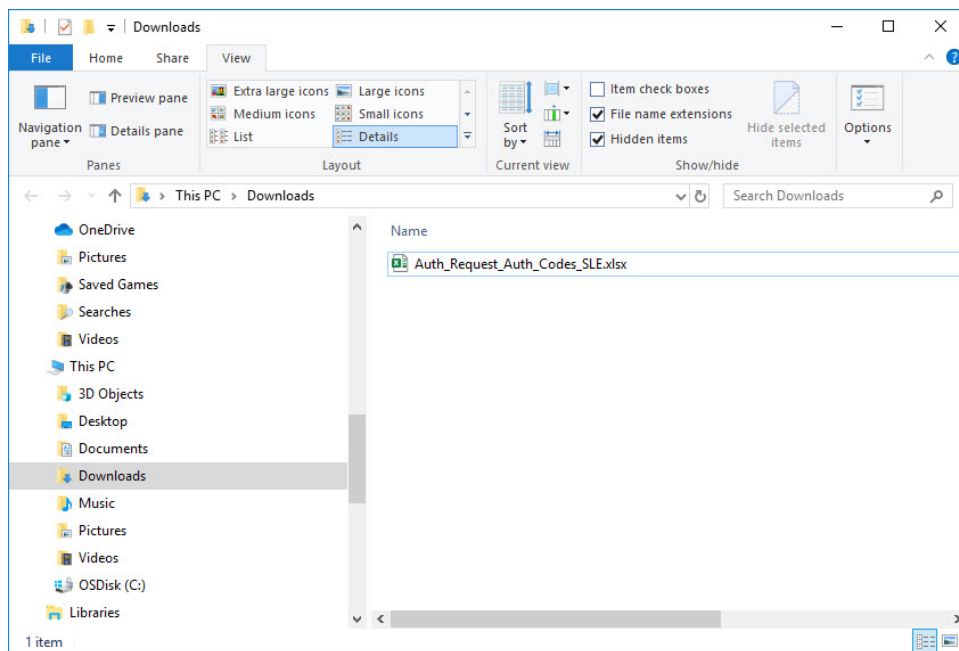 Downloads
File Home Share View
Navigation pane
Preview pane
Details pane
Panes
Extra large icons Large icons
Medium icons Small icons
List Details
Layout
Sort by
Current view
Item check boxes
File name extensions
Hidden items
Hide selected items
Show/hide
Options
This PC Downloads
Search Downloads
OneDrive
Pictures
Saved Games
Searches
Videos
This PC
3D Objects
Desktop
Documents
Downloads
Music
Pictures
Videos
OSDisk (C:)
Libraries
Name
Auth_Request_Auth_Codes_SLE.xlsx
1 item